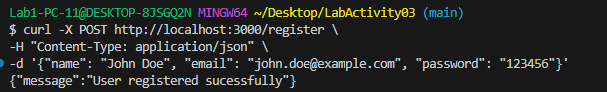 Lab1-PC-11@DESKTOP-8JSGQ2N MINGW64 ~/Desktop/LabActivity03 (main)
$ curl -X POST http://localhost:3000/register \
-H "Content-Type: application/json" \
-d '{"name": "John Doe", "email": "john.doe@example.com", "password": "123456"}'
{"message":"User registered sucessfully"}